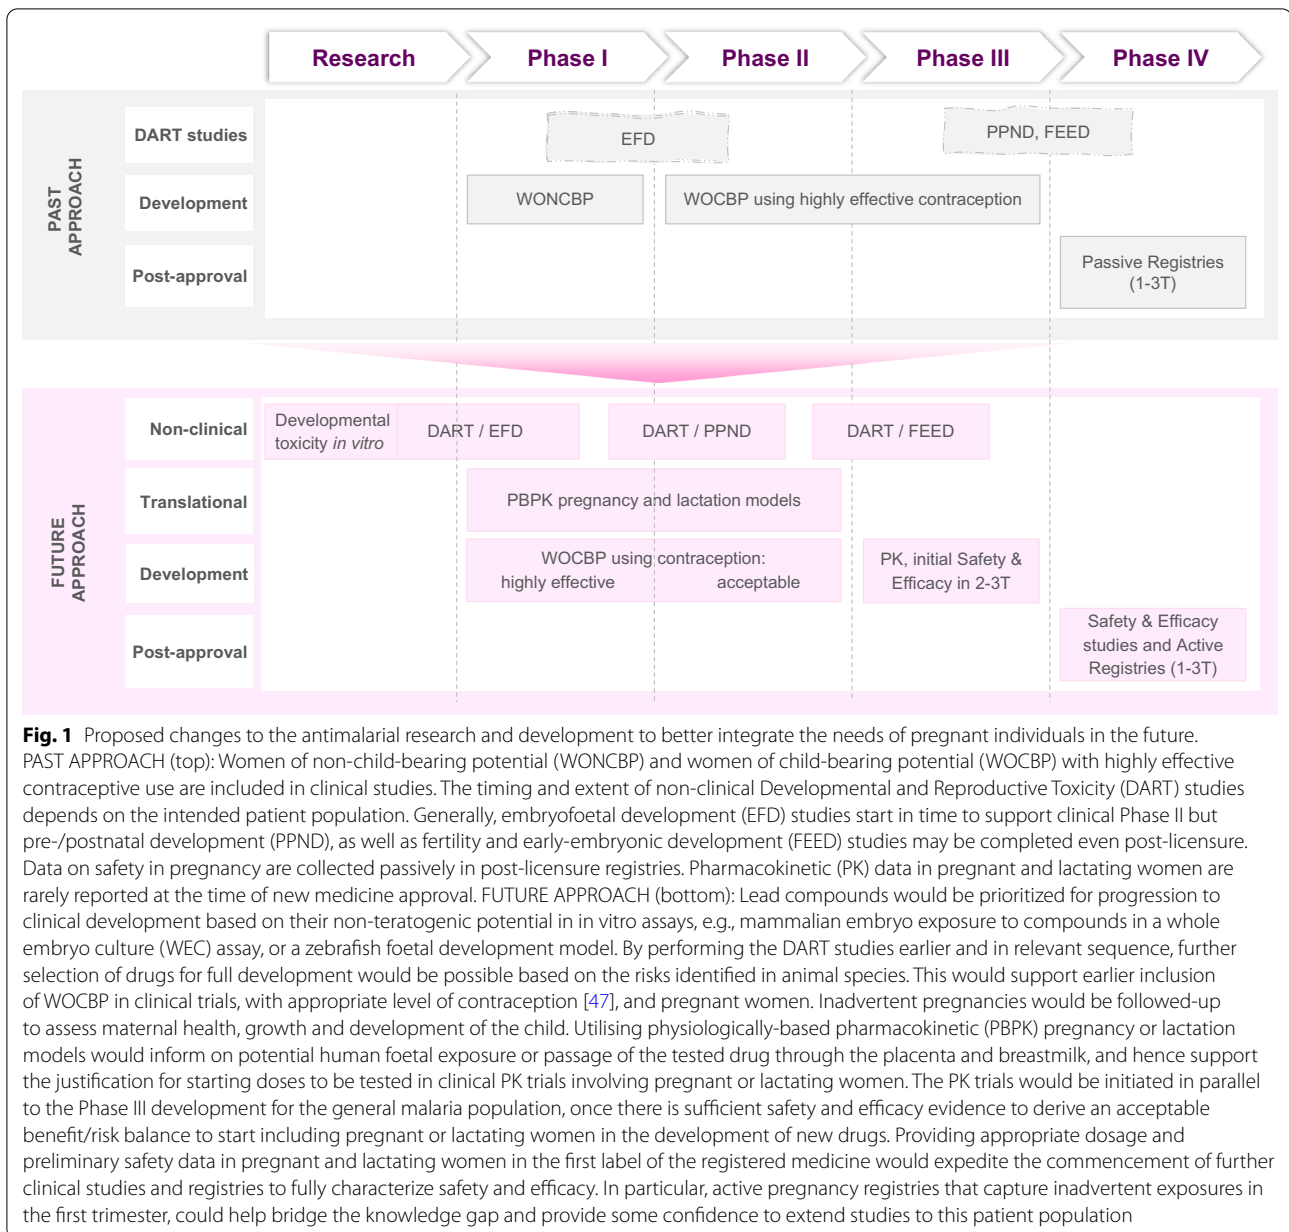 Research Phase I Phase II Phase III Phase IV
PAST
APPROACH
DART studies
EFD
PPND, FEED
Development
WONCBP
WOCBP using highly effective contraception
Post-approval
Passive Registries
(1-3T)
FUTURE
APPROACH
Non-clinical
Developmental
toxicity in vitro
DART / EFD
DART / PPND
DART / FEED
Translational
PBPK pregnancy and lactation models
Development
WOCBP using contraception:
highly effective acceptable
PK, initial Safety &
Efficacy in 2-3T
Post-approval
Safety & Efficacy
studies and Active
Registries (1-3T)
Fig. 1 Proposed changes to the antimalarial research and development to better integrate the needs of pregnant individuals in the future.
PAST APPROACH (top): Women of non-child-bearing potential (WONCBP) and women of child-bearing potential (WOCBP) with highly effective
contraceptive use are included in clinical studies. The timing and extent of non-clinical Developmental and Reproductive Toxicity (DART) studies
depends on the intended patient population. Generally, embryofoetal development (EFD) studies start in time to support clinical Phase II but
pre-/postnatal development (PPND), as well as fertility and early-embryonic development (FEED) studies may be completed even post-licensure.
Data on safety in pregnancy are collected passively in post-licensure registries. Pharmacokinetic (PK) data in pregnant and lactating women are
rarely reported at the time of new medicine approval. FUTURE APPROACH (bottom): Lead compounds would be prioritized for progression to
clinical development based on their non-teratogenic potential in in vitro assays, e.g., mammalian embryo exposure to compounds in a whole
embryo culture (WEC) assay, or a zebrafish foetal development model. By performing the DART studies earlier and in relevant sequence, further
selection of drugs for full development would be possible based on the risks identified in animal species. This would support earlier inclusion
of WOCBP in clinical trials, with appropriate level of contraception [47], and pregnant women. Inadvertent pregnancies would be followed-up
to assess maternal health, growth and development of the child. Utilising physiologically-based pharmacokinetic (PBPK) pregnancy or lactation
models would inform on potential human foetal exposure or passage of the tested drug through the placenta and breastmilk, and hence support
the justification for starting doses to be tested in clinical PK trials involving pregnant or lactating women. The PK trials would be initiated in parallel
to the Phase III development for the general malaria population, once there is sufficient safety and efficacy evidence to derive an acceptable
benefit/risk balance to start including pregnant or lactating women in the development of new drugs. Providing appropriate dosage and
preliminary safety data in pregnant and lactating women in the first label of the registered medicine would expedite the commencement of further
clinical studies and registries to fully characterize safety and efficacy. In particular, active pregnancy registries that capture inadvertent exposures in
the first trimester, could help bridge the knowledge gap and provide some confidence to extend studies to this patient population